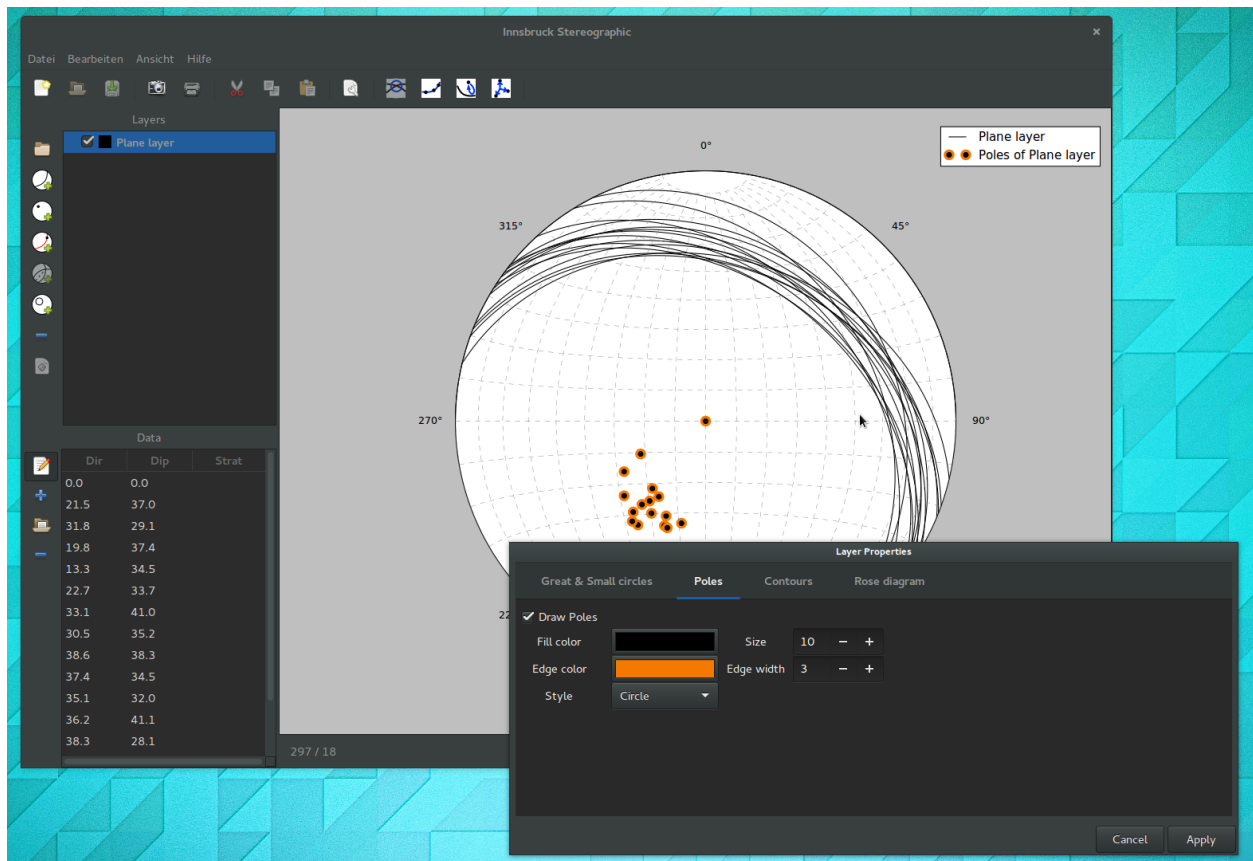 Innsbruck Stereographic
×
Datei Bearbeiten Ansicht Hilfe
Layers
Plane layer
Plane layer
Poles of Plane layer
0°
315°
45°
270°
90°
Data
Dir Dip Strat
0.0 0.0
21.5 37.0
31.8 29.1
19.8 37.4
13.3 34.5
22.7 33.7
33.1 41.0
30.5 35.2
38.6 38.3
37.4 34.5
35.1 32.0
36.2 41.1
38.3 28.1
297 / 18
22
Layer Properties
Great & Small circles Poles Contours Rose diagram
Draw Poles
Fill color Size 10 − +
Edge color Edge width 3 − +
Style Circle
Cancel Apply